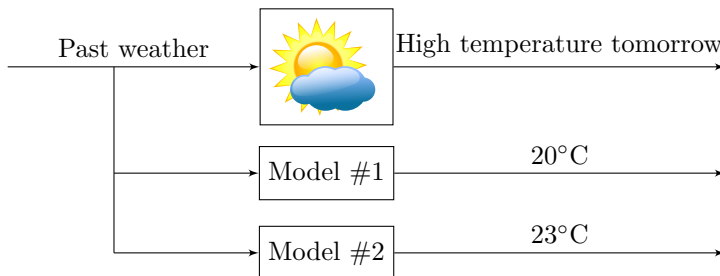 Past weather
High temperature tomorrow
Model #1
20°C
Model #2
23°C